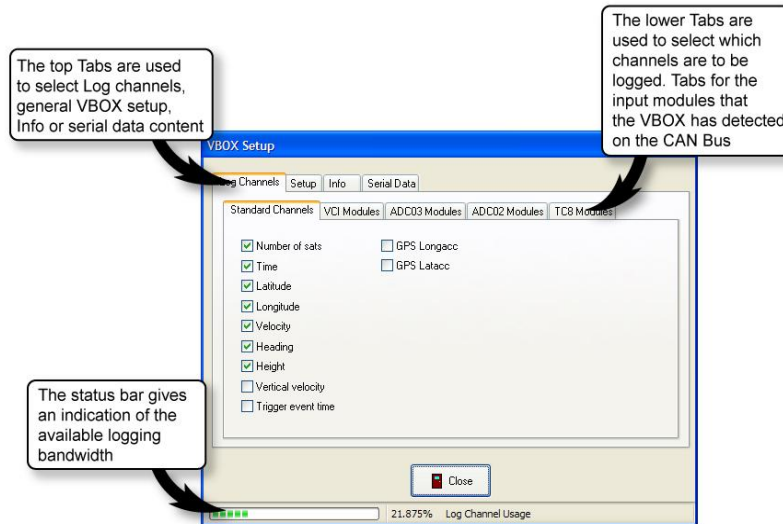 The top Tabs are used
to select Log channels,
general VBOX setup,
Info or serial data content
The lower Tabs are
used to select which
channels are to be
logged. Tabs for the
input modules that
the VBOX has detected
on the CAN Bus
VBOX Setup
Log Channels Setup Info Serial Data
Standard Channels VCI Modules ADC03 Modules ADC02 Modules TC8 Modules
Number of sats GPS Longacc
Time GPS Latacc
Latitude
Longitude
Velocity
Heading
Height
Vertical velocity
Trigger event time
The status bar gives
an indication of the
available logging
bandwidth
Close
21.875% Log Channel Usage